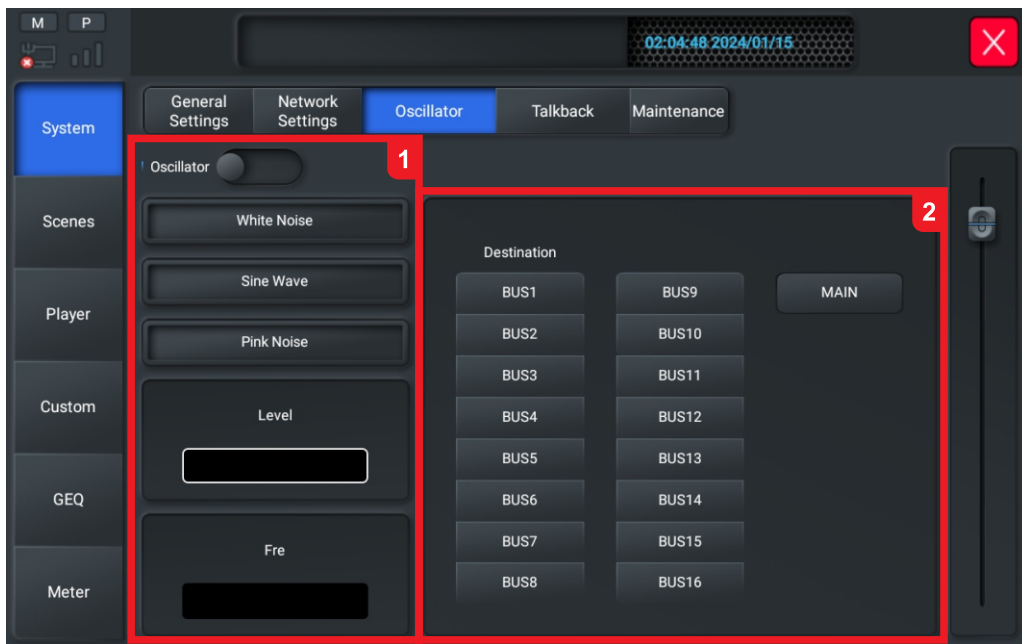 M P
02:04:48 2024/01/15
System
Scenes
Player
Custom
GEQ
Meter
General
Settings
Network
Settings
Oscillator
Talkback
Maintenance
1
Oscillator
White Noise
Sine Wave
Pink Noise
Level
Fre
2
Destination
BUS1 BUS9 MAIN
BUS2 BUS10
BUS3 BUS11
BUS4 BUS12
BUS5 BUS13
BUS6 BUS14
BUS7 BUS15
BUS8 BUS16
0